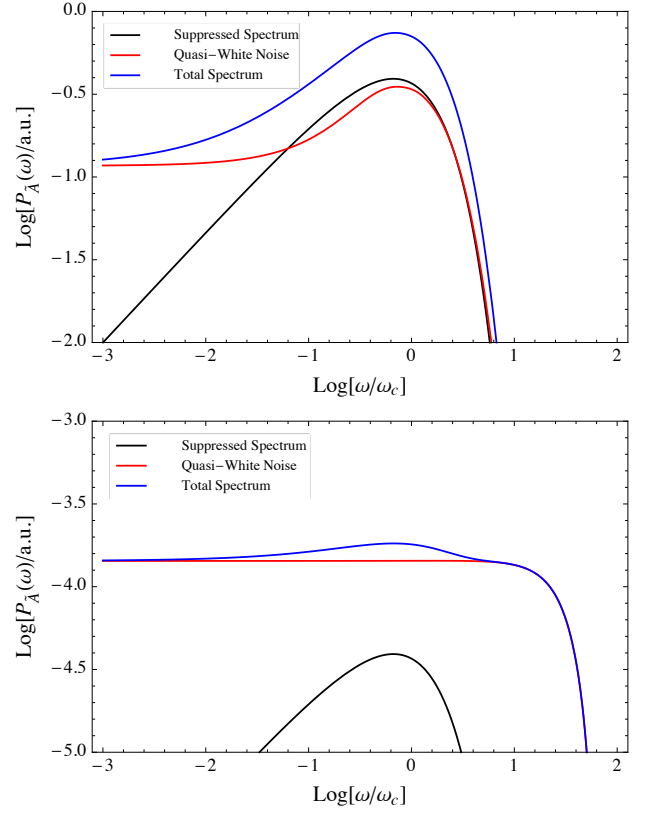 0.0
Suppressed Spectrum
Quasi−White Noise
Total Spectrum
−0.5
−1.0
−1.5
−2.0
Log[P_Ã(ω)/a.u.]
−3 −2 −1 0 1 2
Log[ω/ω_c]
−3.0
Suppressed Spectrum
Quasi−White Noise
Total Spectrum
−3.5
−4.0
−4.5
−5.0
Log[P_Ã(ω)/a.u.]
−3 −2 −1 0 1 2
Log[ω/ω_c]